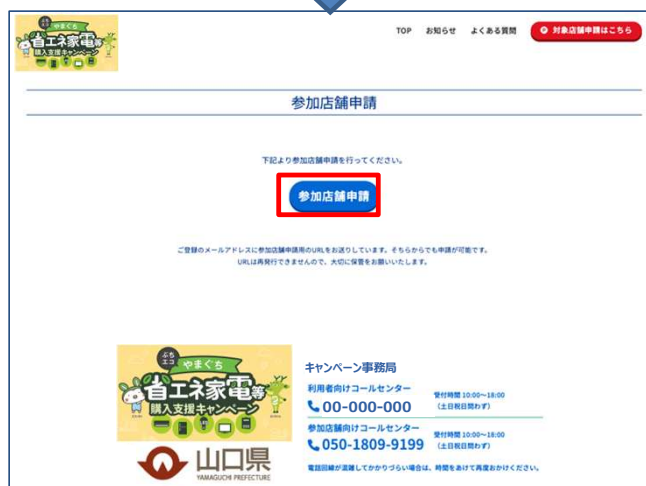 ぶちエコ
やまぐち
省エネ家電等
購入支援キャンペーン
TOP お知らせ よくある質問 対象店舗申請はこちら
参加店舗申請
下記より参加店舗申請を行ってください。
参加店舗申請
ご登録のメールアドレスに参加店舗申請用のURLをお送りしています。そちらからでも申請が可能です。
URLは再発行できませんので、大切に保管をお願いいたします。
ぶち
エコ
やまぐち
省エネ家電等
購入支援キャンペーン
山口県
YAMAGUCHI PREFECTURE
キャンペーン事務局
利用者向けコールセンター
00-000-000
受付時間 10:00〜18:00
(土日祝日問わず)
参加店舗向けコールセンター
050-1809-9199
受付時間 10:00〜18:00
(土日祝日問わず)
電話回線が混雑してかかりづらい場合は、時間をあけて再度おかけください。